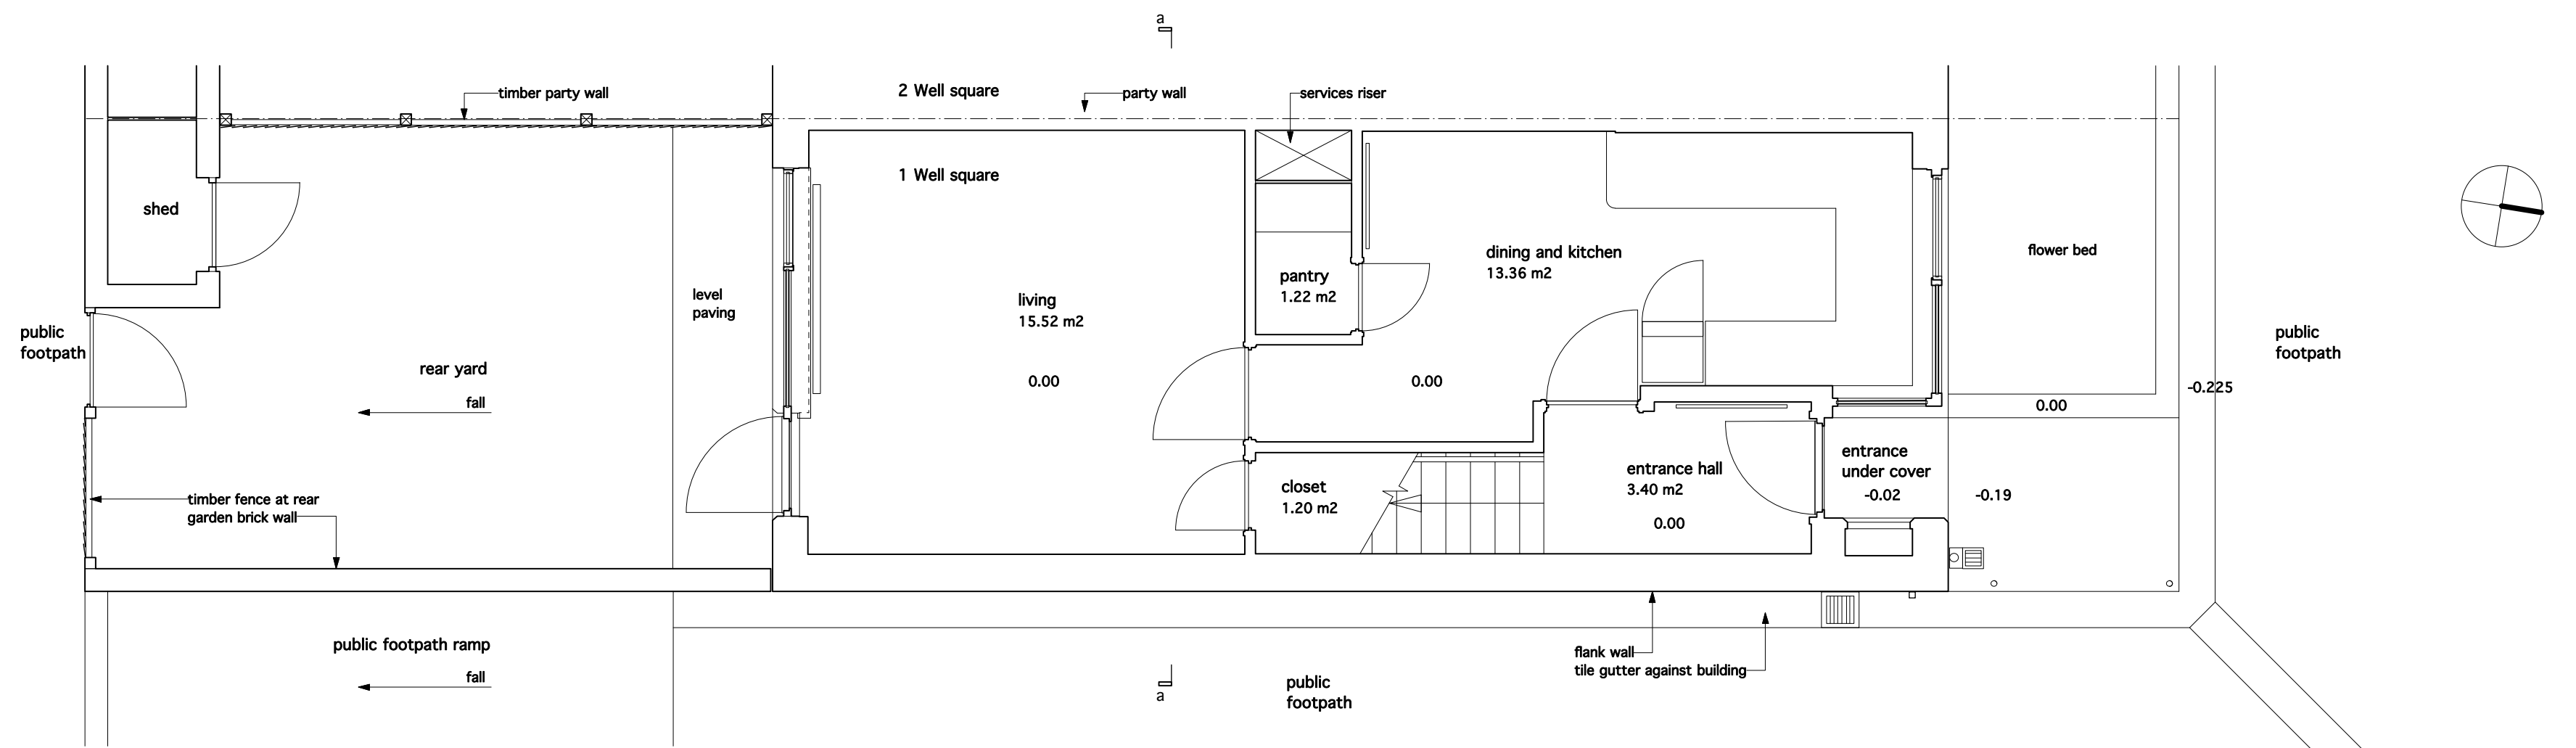 a
timber party wall
2 Well square
party wall
services riser
1 Well square
shed
flower bed
dining and kitchen
13.36 m2
pantry
1.22 m2
level
paving
living
15.52 m2
public
footpath
public
footpath
rear yard
0.00
0.00
-0.225
fall
0.00
entrance
under cover
-0.02
-0.19
entrance hall
3.40 m2
0.00
closet
1.20 m2
timber fence at rear
garden brick wall
public footpath ramp
fall
flank wall
tile gutter against building
public
footpath
a